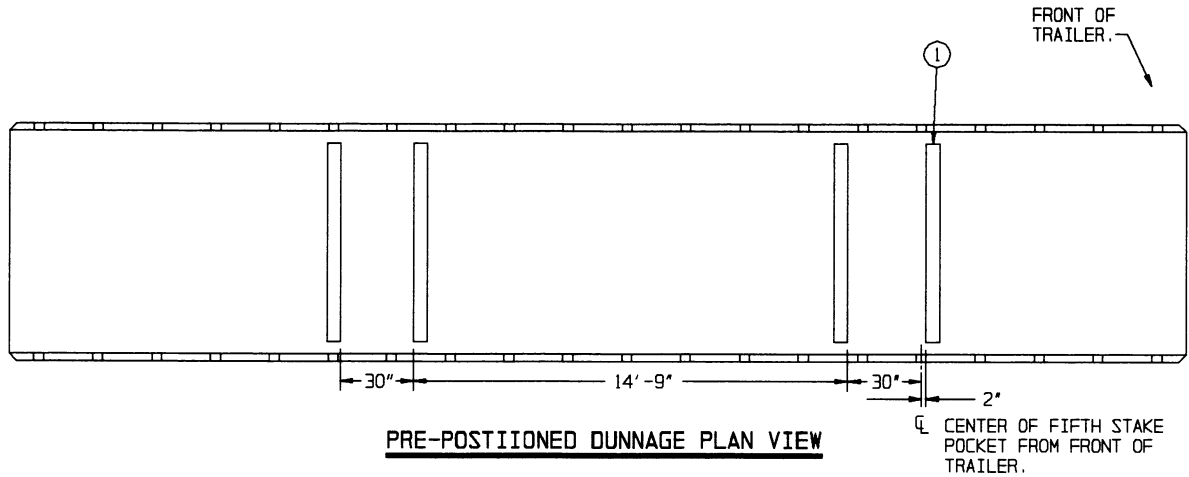 FRONT OF
TRAILER.
1
30"
14'-9"
30"
2"
℄ CENTER OF FIFTH STAKE
POCKET FROM FRONT OF
TRAILER.
PRE-POSTIIONED DUNNAGE PLAN VIEW